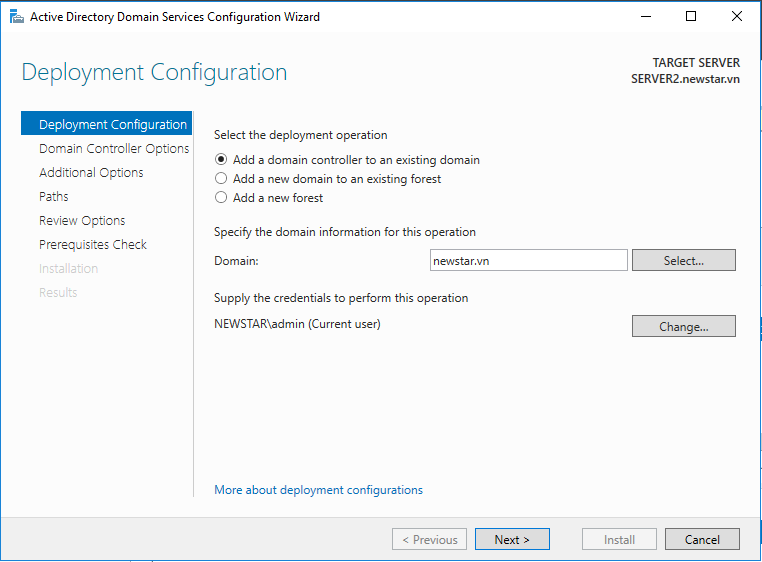 Active Directory Domain Services Configuration Wizard
Deployment Configuration
TARGET SERVER
SERVER2.newstar.vn
Deployment Configuration
Domain Controller Options
Additional Options
Paths
Review Options
Prerequisites Check
Installation
Results
Select the deployment operation
Add a domain controller to an existing domain
Add a new domain to an existing forest
Add a new forest
Specify the domain information for this operation
Domain: newstar.vn Select...
Supply the credentials to perform this operation
NEWSTAR\admin (Current user) Change...
More about deployment configurations
< Previous Next > Install Cancel